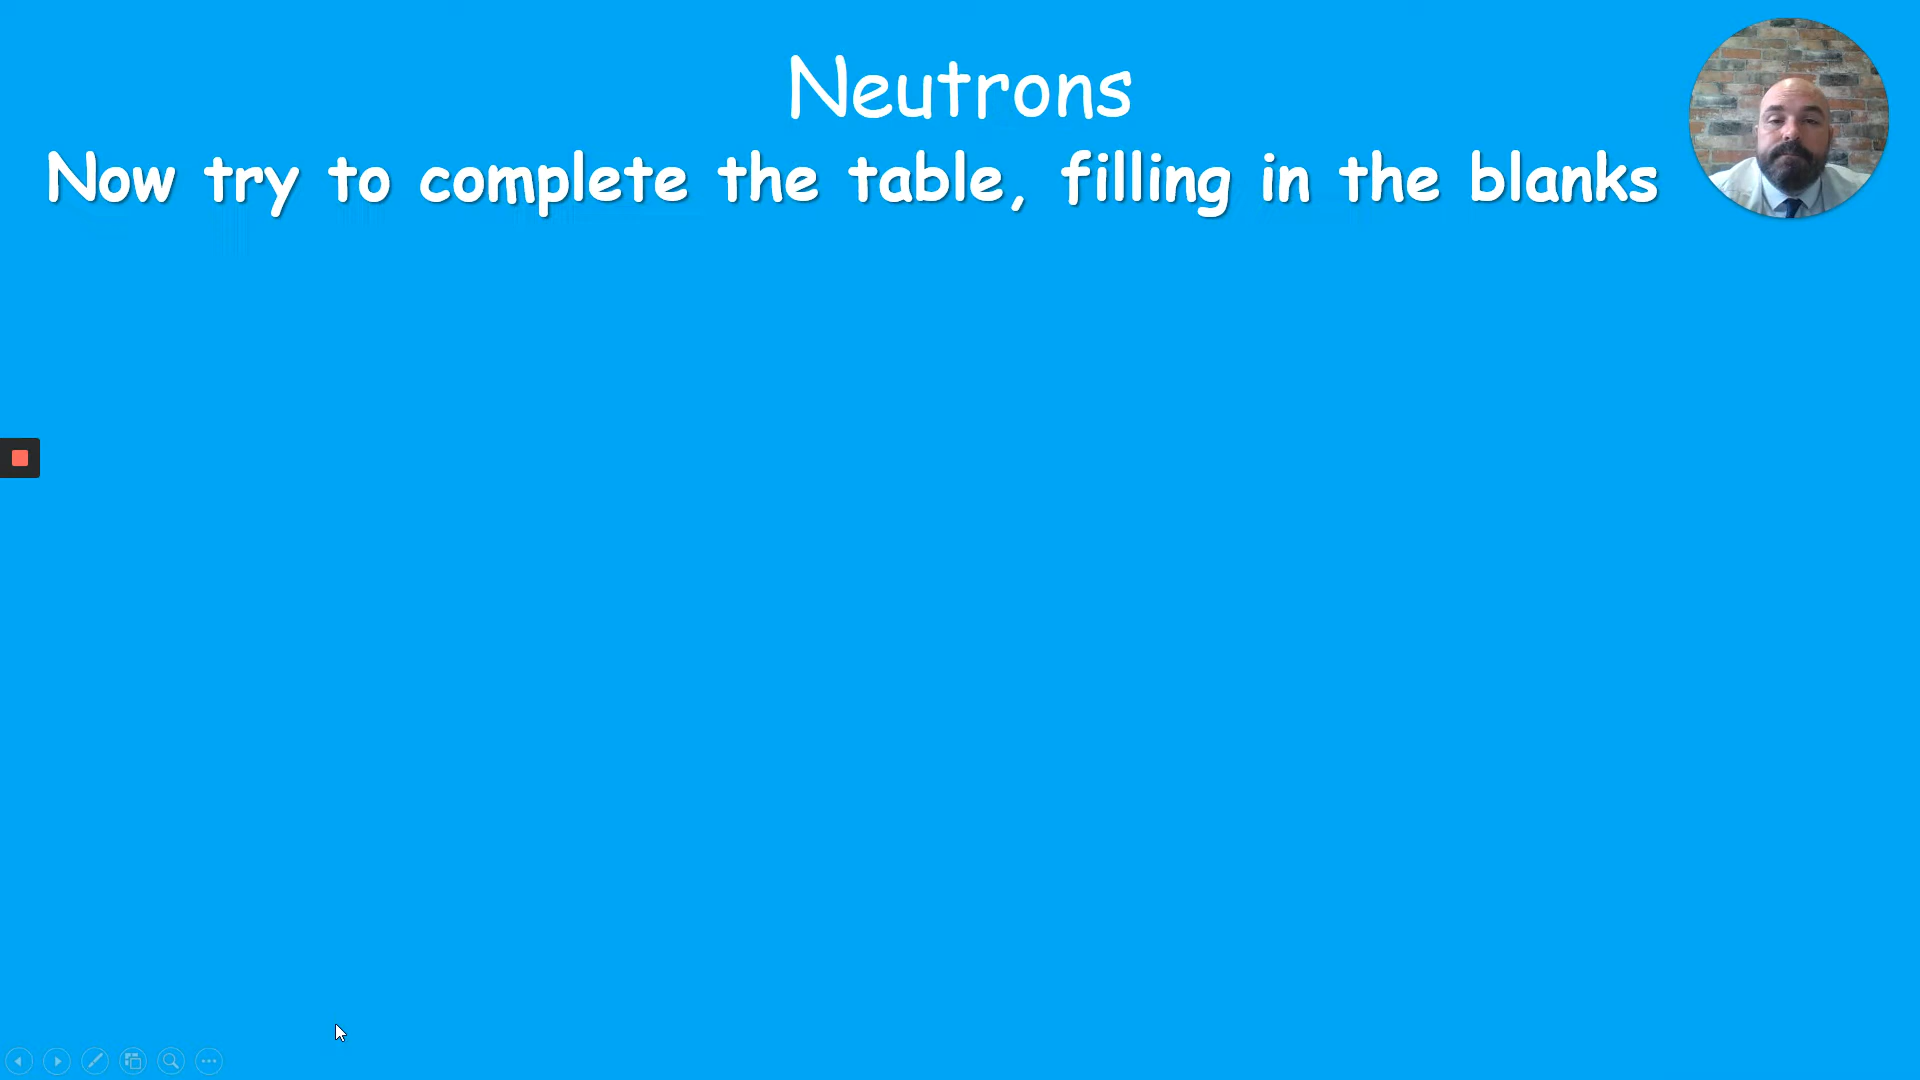 Neutrons
Now try to complete the table, filling in the blanks